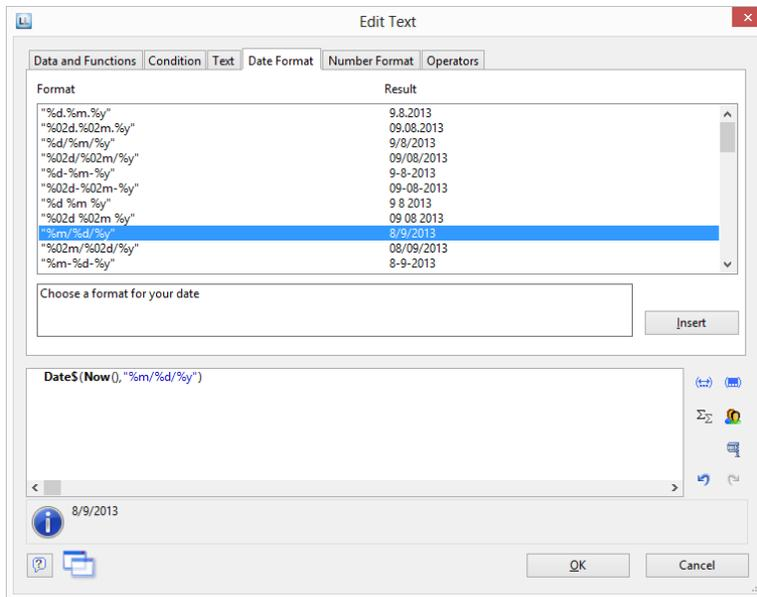 LL
Edit Text
Data and Functions Condition Text Date Format Number Format Operators
Format Result
"%d.%m.%y" 9.8.2013
"%02d.%02m.%y" 09.08.2013
"%d/%m/%y" 9/8/2013
"%02d/%02m/%y" 09/08/2013
"%d-%m-%y" 9-8-2013
"%02d-%02m-%y" 09-08-2013
"%d %m %y" 9 8 2013
"%02d %02m %y" 09 08 2013
"%m/%d/%y" 8/9/2013
"%02m/%02d/%y" 08/09/2013
"%m-%d-%y" 8-9-2013
Choose a format for your date
Insert
Date$(Now(),"%m/%d/%y")
ΣΣ
8/9/2013
OK Cancel